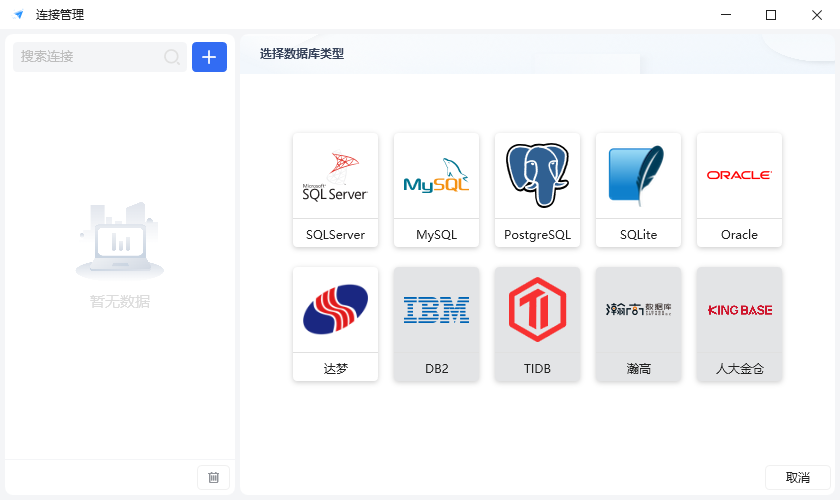 连接管理
搜索连接
暂无数据
选择数据库类型
Microsoft
SQL Server
SQLServer
MySQL
MySQL
PostgreSQL
SQLite
ORACLE
Oracle
达梦
IBM
DB2
TIDB
瀚高 数据库
瀚高
KING BASE
人大金仓
取消